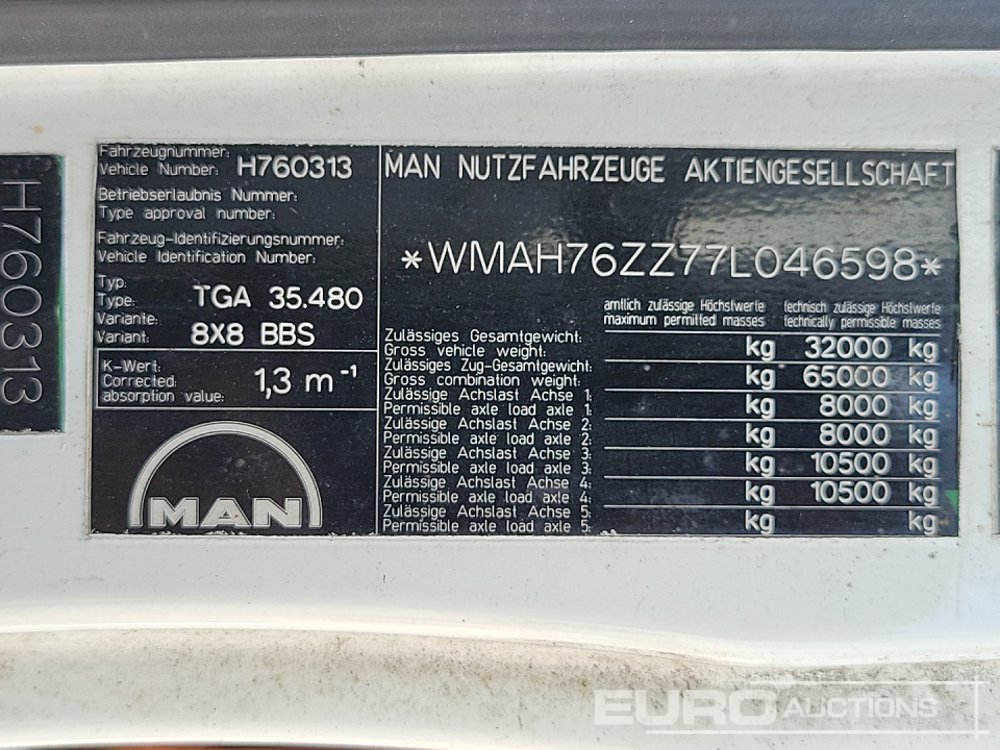 H760313
Fahrzeugnummer:
Vehicle Number: H760313
Betriebserlaubnis Nummer:
Type approval number:
Fahrzeug-Identifizierungsnummer:
Vehicle Identification Number:
Typ:
Type: TGA 35.480
Variante:
Variant: 8X8 BBS
K-Wert:
Corrected absorption value: 1,3 m⁻¹
MAN
MAN NUTZFAHRZEUGE AKTIENGESELLSCHAFT
*WMAH76ZZ77L046598*
amtlich zulässige Höchstwerte technisch zulässige Höchstwerte
maximum permitted masses technically permissible masses
Zulässiges Gesamtgewicht:
Gross vehicle weight: kg 32000 kg
Zulässiges Zug-Gesamtgewicht:
Gross combination weight: kg 65000 kg
Zulässige Achslast Achse 1:
Permissible axle load axle 1: kg 8000 kg
Zulässige Achslast Achse 2:
Permissible axle load axle 2: kg 8000 kg
Zulässige Achslast Achse 3:
Permissible axle load axle 3: kg 10500 kg
Zulässige Achslast Achse 4:
Permissible axle load axle 4: kg 10500 kg
Zulässige Achslast Achse 5:
Permissible axle load axle 5: kg kg
EURO AUCTIONS